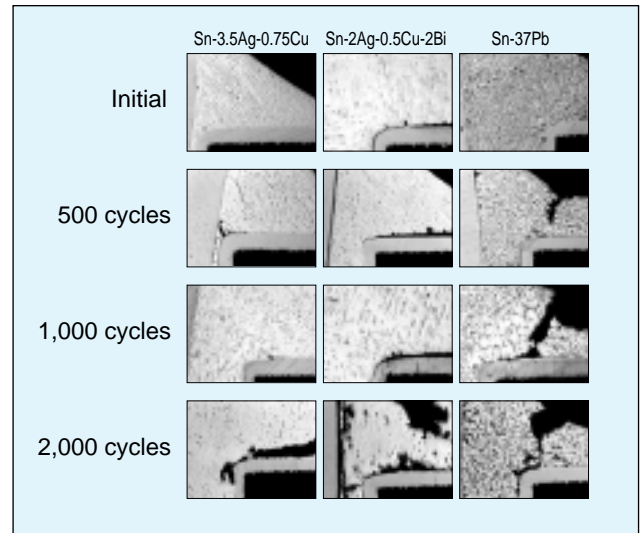 Sn-3.5Ag-0.75Cu Sn-2Ag-0.5Cu-2Bi Sn-37Pb
Initial
500 cycles
1,000 cycles
2,000 cycles